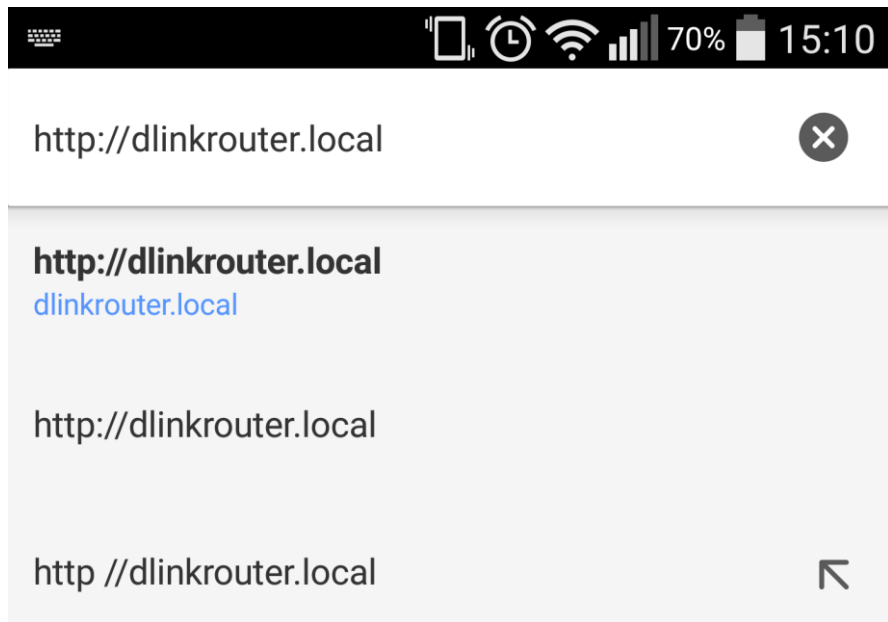 70% 15:10
http://dlinkrouter.local
http://dlinkrouter.local
dlinkrouter.local
http://dlinkrouter.local
http //dlinkrouter.local